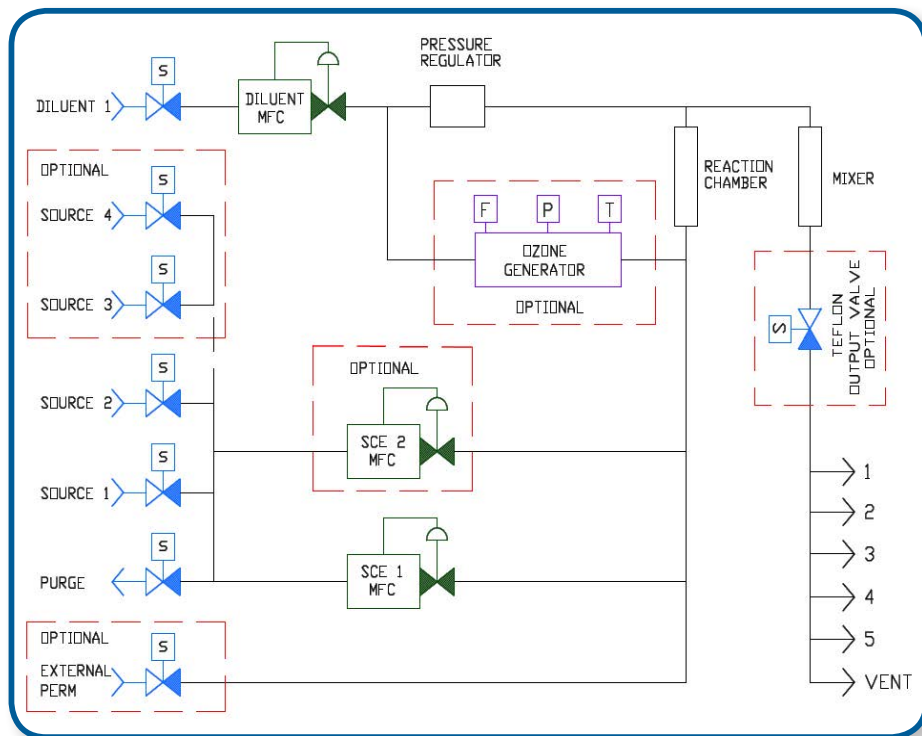 PRESSURE
REGULATOR
S
DILUENT 1
DILUENT
MFC
OPTIONAL
S
SOURCE 4
REACTION
CHAMBER
MIXER
F P T
OZONE
GENERATOR
OPTIONAL
S
SOURCE 3
S
TEFLON
OUTPUT VALVE
OPTIONAL
S
SOURCE 2
OPTIONAL
SCE 2
MFC
S
SOURCE 1
1
2
3
4
5
VENT
S
PURGE
SCE 1
MFC
OPTIONAL
S
EXTERNAL
PERM